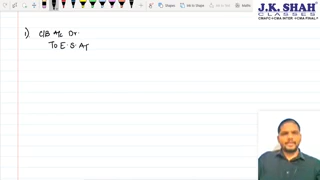 J.K. SHAH
CLASSES
1) C/B A/c Dr.
To E.S. A/c